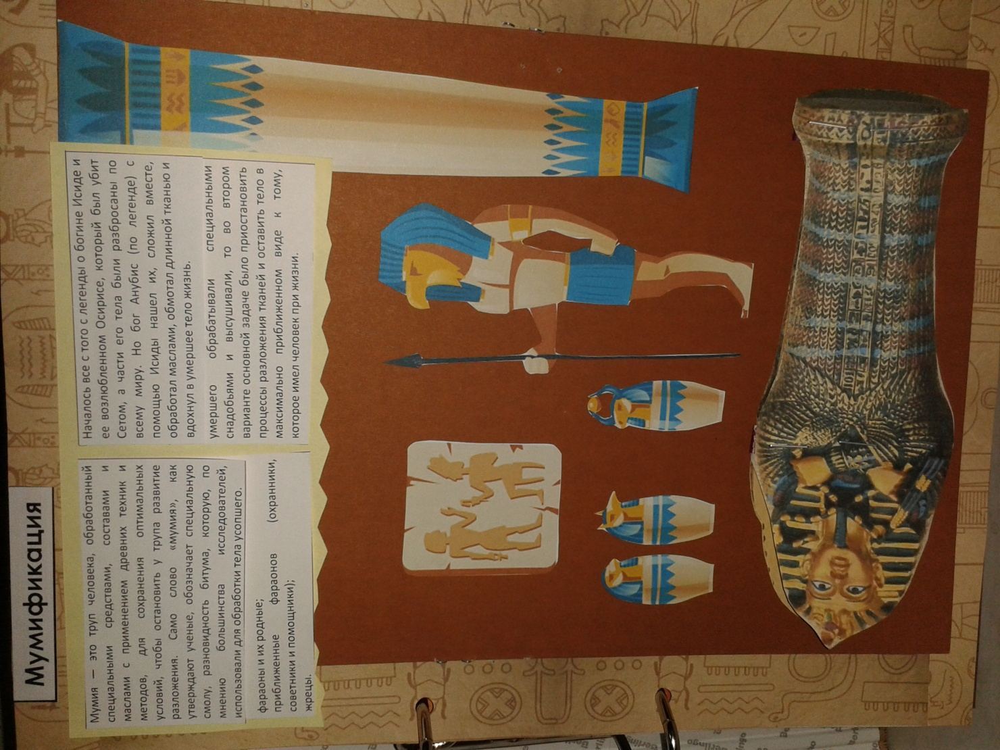 Мумификация
Мумия — это труп человека, обработанный
специальными средствами, составами и
маслами с применением древних техник и
методов, для сохранения оптимальных
условий, чтобы остановить у трупа развитие
разложения. Само слово «мумия», как
утверждают ученые, обозначает специальную
смолу, разновидность битума, которую, по
мнению большинства исследователей,
использовали для обработки тела усопшего.
фараоны и их родные;
приближенные фараонов (охранники,
советники и помощники);
жрецы.
Началось все с того с легенды о богине Исиде и
ее возлюбленном Осирисе, который был убит
Сетом, а части его тела были разбросаны по
всему миру. Но бог Анубис (по легенде) с
помощью Исиды нашел их, сложил вместе,
обработал маслами, обмотал длинной тканью и
вдохнул в умершее тело жизнь.
умершего обрабатывали специальными
снадобьями и высушивали, то во втором
варианте основной задаче было приостановить
процессы разложения тканей и оставить тело в
максимально приближенном виде к тому,
которое имел человек при жизни.